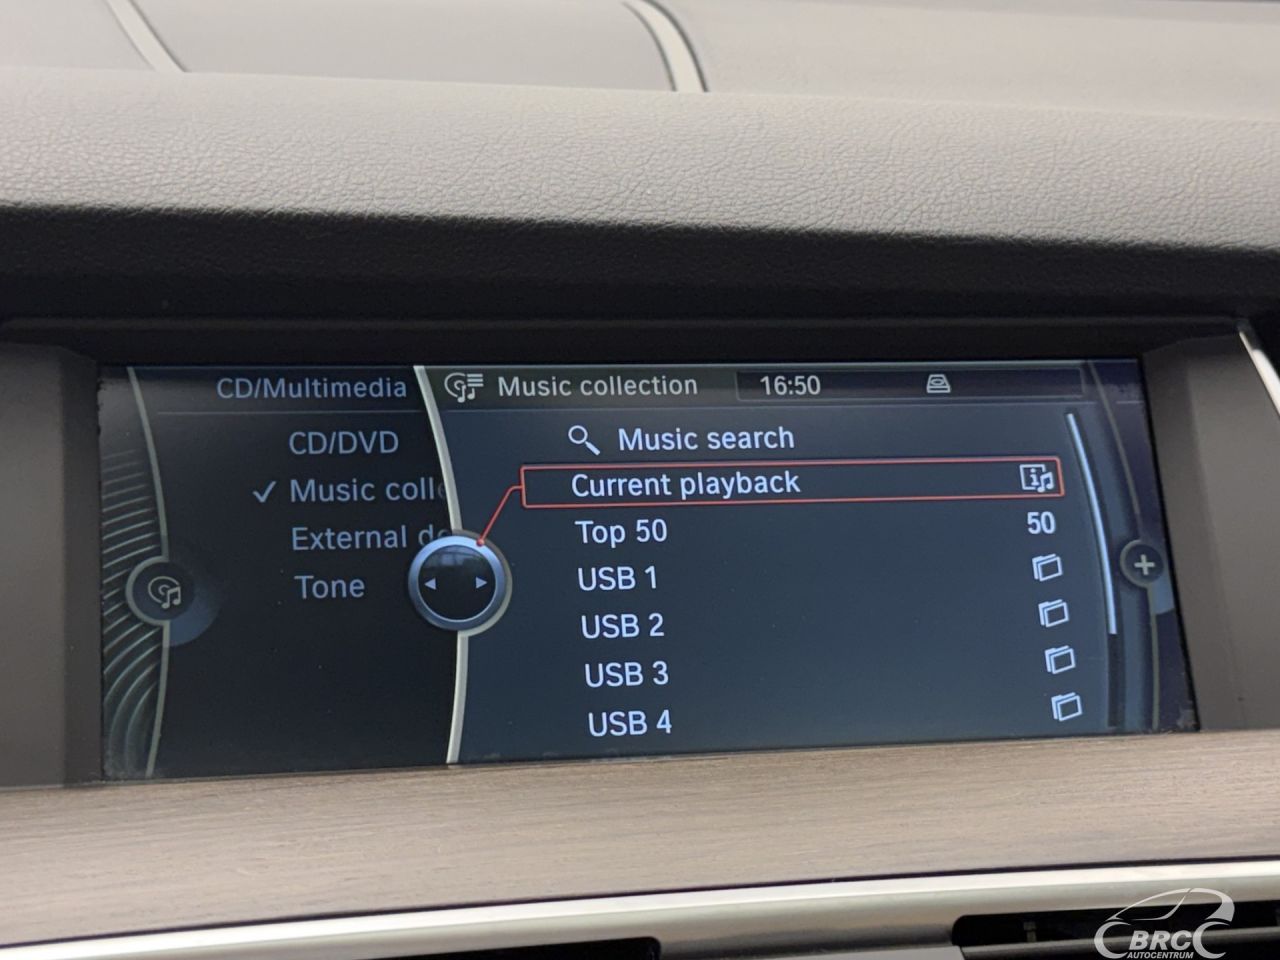 CD/Multimedia
CD/DVD
✓ Music coll
External de
Tone
Music collection 16:50
Music search
Current playback
Top 50 50
USB 1
USB 2
USB 3
USB 4
BRC
AUTOCENTRUM